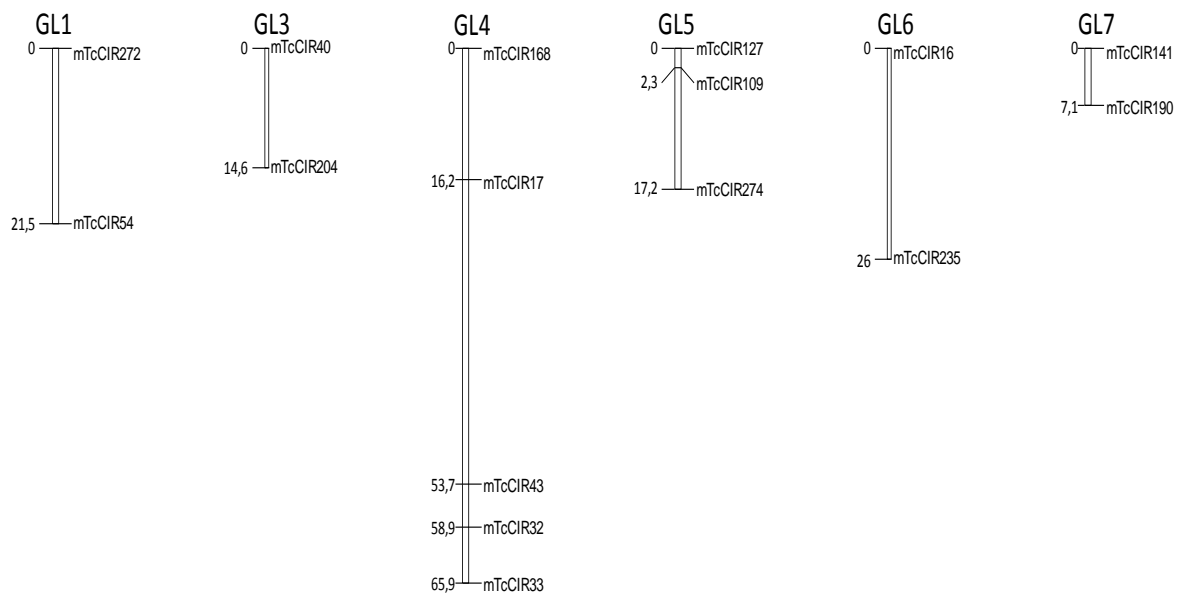 GL1
0 mTcCIR272
21,5 mTcCIR54
GL3
0 mTcCIR40
14,6 mTcCIR204
GL4
0 mTcCIR168
16,2 mTcCIR17
53,7 mTcCIR43
58,9 mTcCIR32
65,9 mTcCIR33
GL5
0 mTcCIR127
2,3 mTcCIR109
17,2 mTcCIR274
GL6
0 mTcCIR16
26 mTcCIR235
GL7
0 mTcCIR141
7,1 mTcCIR190